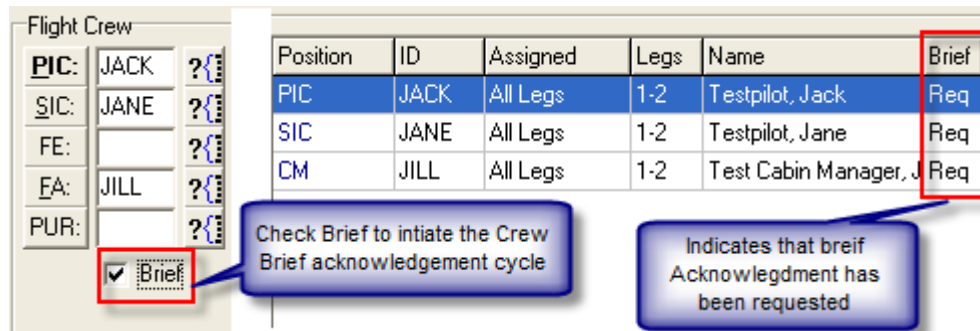 Flight Crew
PIC: JACK ?{
SIC: JANE ?{
FE: ?{
FA: JILL ?{
PUR: ?{
Brief
Position ID Assigned Legs Name Brief
PIC JACK All Legs 1-2 Testpilot, Jack Req
SIC JANE All Legs 1-2 Testpilot, Jane Req
CM JILL All Legs 1-2 Test Cabin Manager, J Req
Check Brief to intiate the Crew
Brief acknowledgement cycle
Indicates that breif
Acknowlegdment has
been requested